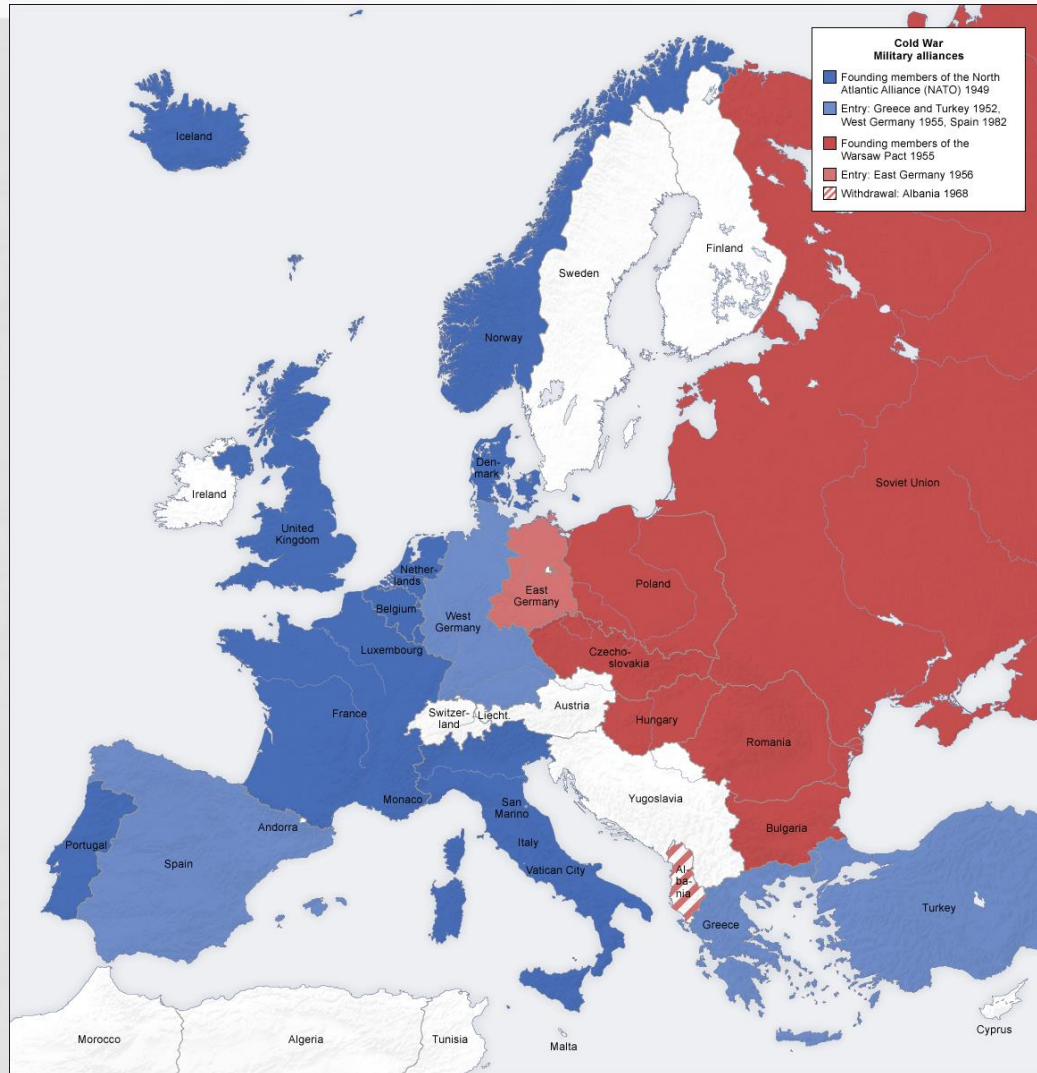 Cold War
Military alliances
Founding members of the North
Atlantic Alliance (NATO) 1949
Entry: Greece and Turkey 1952,
West Germany 1955, Spain 1982
Founding members of the
Warsaw Pact 1955
Entry: East Germany 1956
Withdrawal: Albania 1968
Iceland
Finland
Sweden
Norway
Den-
mark
Soviet Union
Ireland
United
Kingdom
Nether-
lands
Poland
East
Germany
Belgium
West
Germany
Luxembourg
Czecho-
slovakia
Austria
Switzer-
land
Liecht.
France
Hungary
Romania
Monaco
San
Marino
Yugoslavia
Andorra
Bulgaria
Portugal
Italy
Spain
Vatican City
Al-
ba-
nia
Turkey
Greece
Cyprus
Morocco
Algeria
Tunisia
Malta